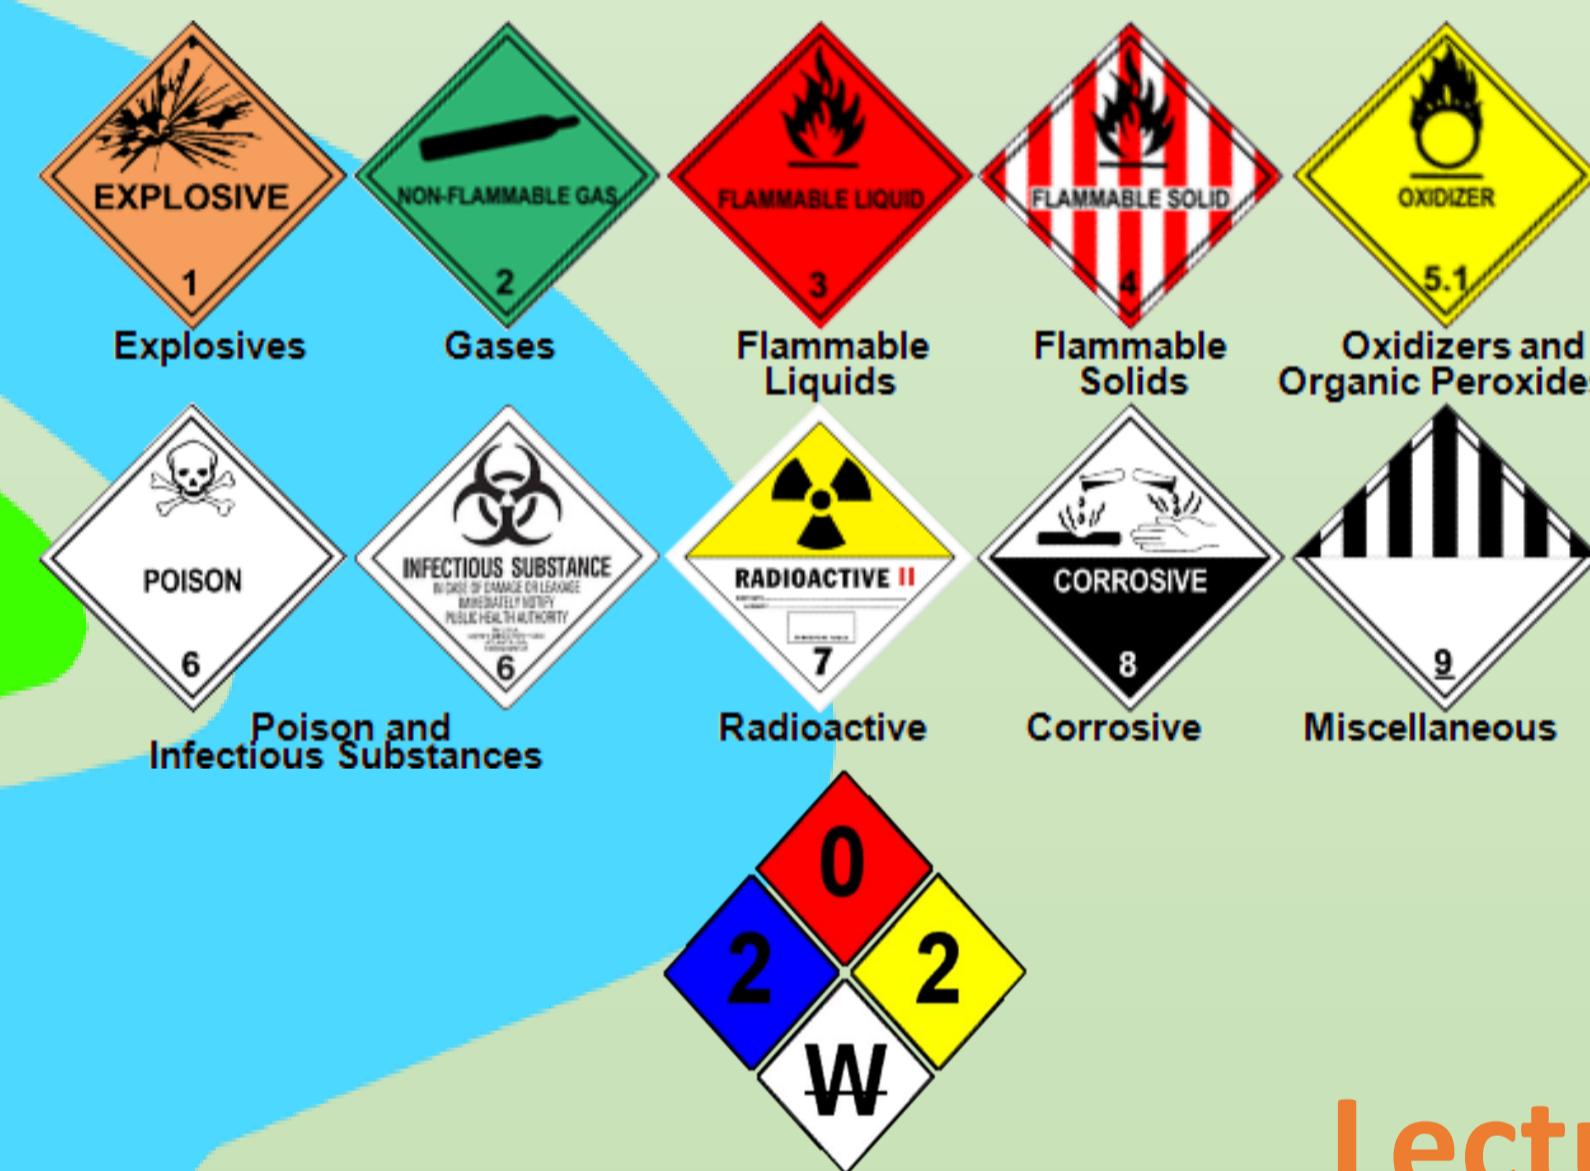 EXPLOSIVE
1
Explosives
NON-FLAMMABLE GAS
2
Gases
FLAMMABLE LIQUID
3
Flammable
Liquids
FLAMMABLE SOLID
4
Flammable
Solids
OXIDIZER
5.1
Oxidizers and
Organic Peroxides
POISON
6
INFECTIOUS SUBSTANCE
IN CASE OF DAMAGE OR LEAKAGE
IMMEDIATELY NOTIFY
PUBLIC HEALTH AUTHORITY
6
Poison and
Infectious Substances
RADIOACTIVE II
7
Radioactive
CORROSIVE
8
Corrosive
9
Miscellaneous
0
2
2
W
Lectu